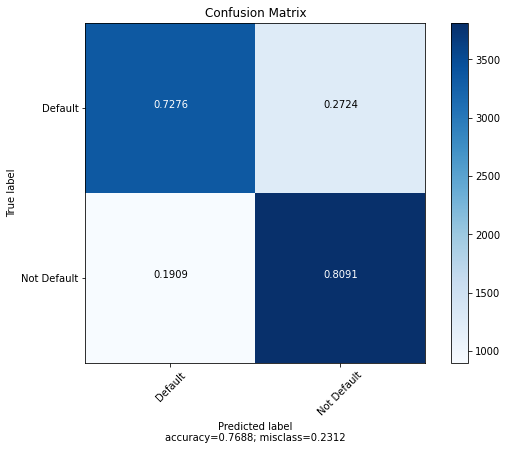 Confusion Matrix
Default
0.7276
0.2724
3500
3000
2500
2000
1500
1000
True label
Not Default
0.1909
0.8091
Default
Not Default
Predicted label
accuracy=0.7688; misclass=0.2312